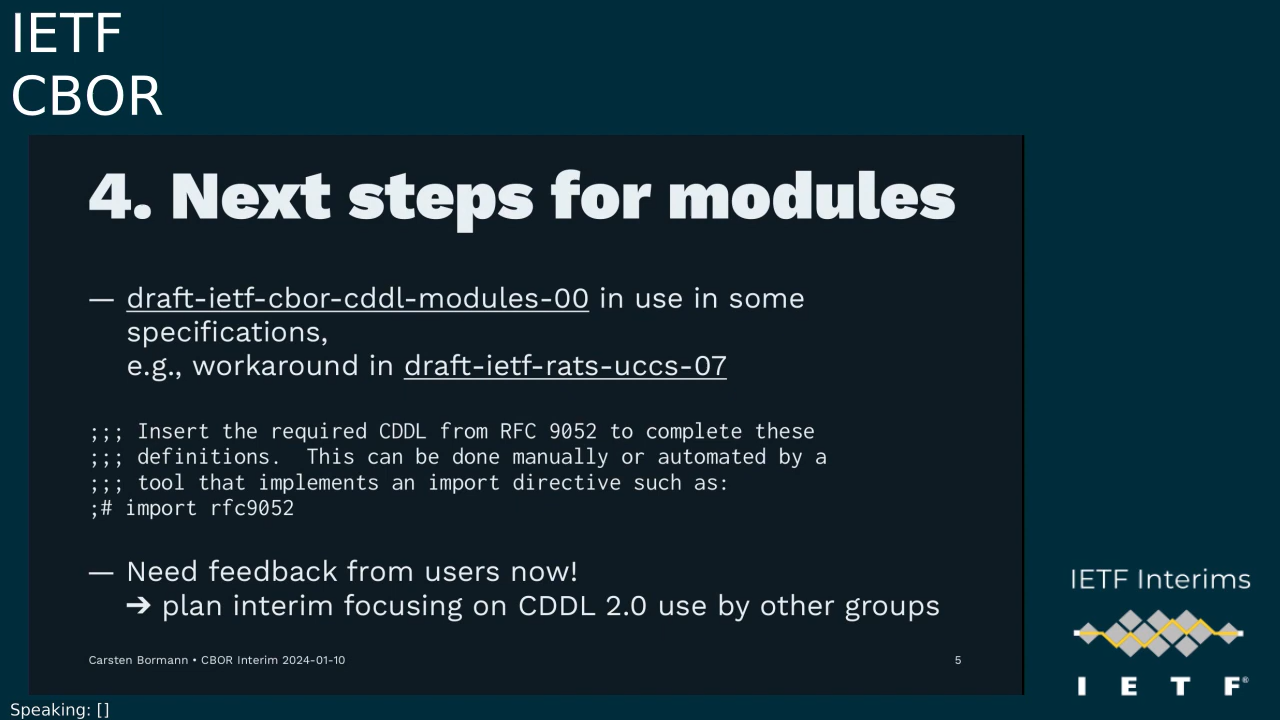 IETF
CBOR
4. Next steps for modules
— draft-ietf-cbor-cddl-modules-00 in use in some
specifications,
e.g., workaround in draft-ietf-rats-uccs-07
;;; Insert the required CDDL from RFC 9052 to complete these
;;; definitions.  This can be done manually or automated by a
;;; tool that implements an import directive such as:
;# import rfc9052
— Need feedback from users now!
➔ plan interim focusing on CDDL 2.0 use by other groups
Carsten Bormann • CBOR Interim 2024-01-10
5
IETF Interims
I E T F®
Speaking: []